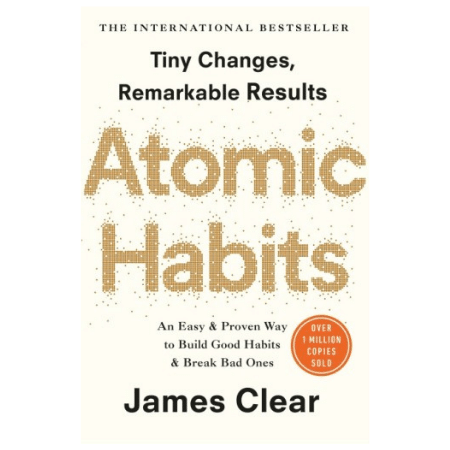 THE INTERNATIONAL BESTSELLER
Tiny Changes,
Remarkable Results
Atomic
Habits
An Easy & Proven Way
to Build Good Habits
& Break Bad Ones
OVER
1 MILLION
COPIES
SOLD
James Clear